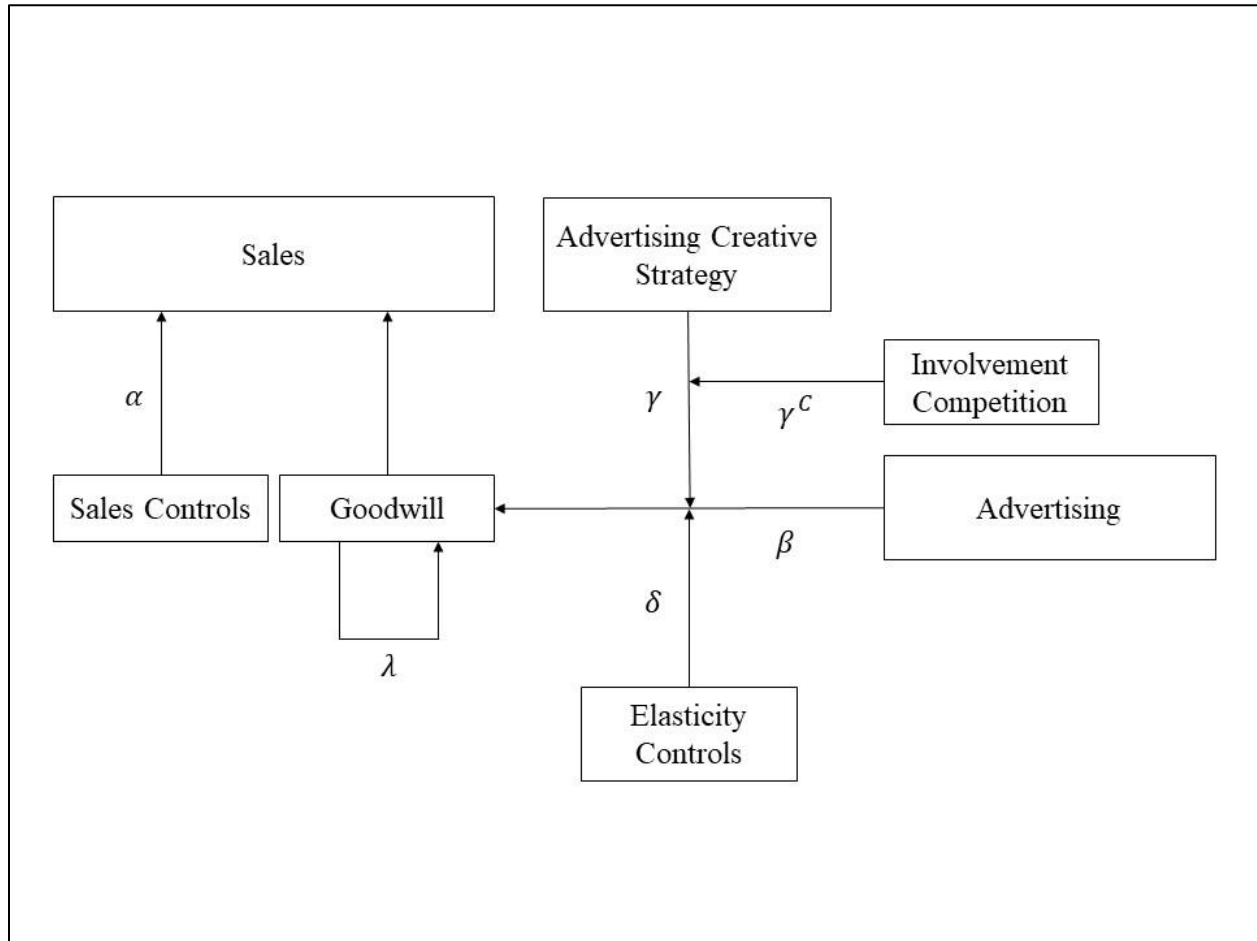 Sales
Advertising Creative
Strategy
Involvement
Competition
α
γ
γ^C
Sales Controls
Goodwill
Advertising
β
δ
λ
Elasticity
Controls